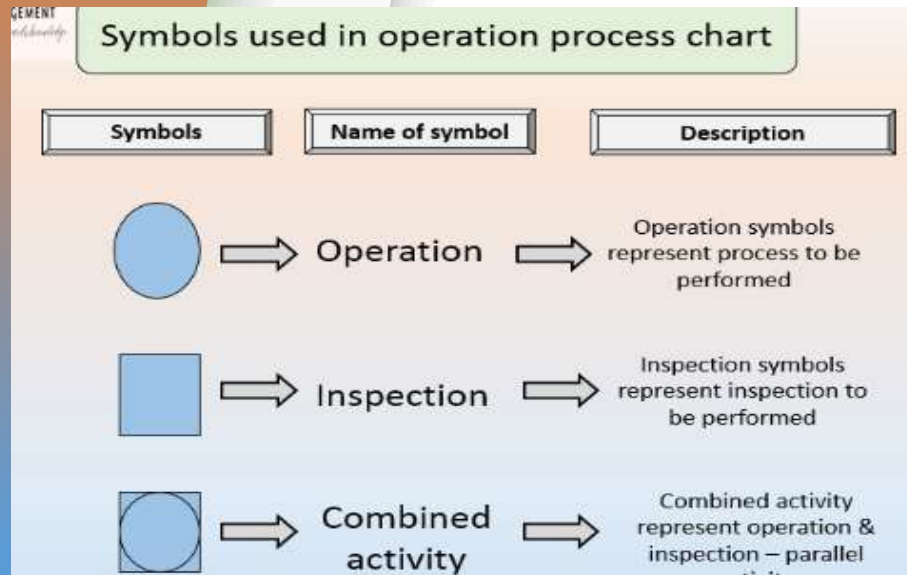 GEMENT
Symbols used in operation process chart
Symbols
Name of symbol
Description
Operation
Operation symbols
represent process to be
performed
Inspection
Inspection symbols
represent inspection to
be performed
Combined
activity
Combined activity
represent operation &
inspection – parallel